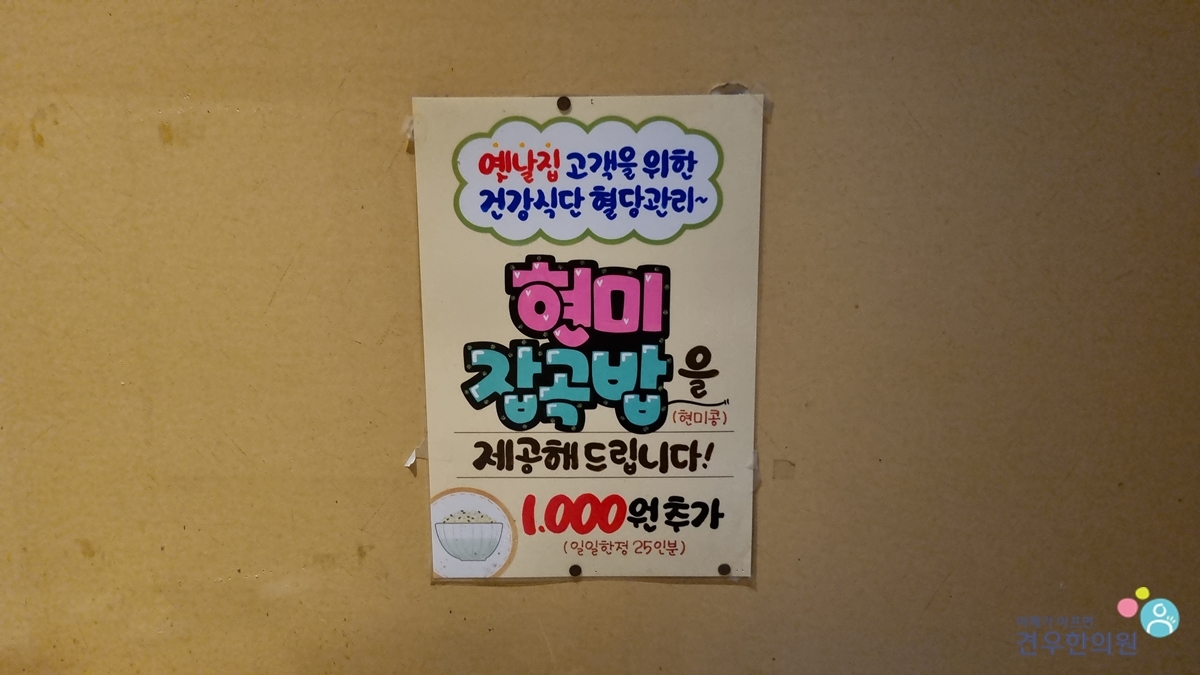 옛날집 고객을 위한
건강식단 혈당관리~
현미
잡곡밥을
(현미콩)
제공해 드립니다!
1.000원 추가
(일일한정 25인분)
견우한의원